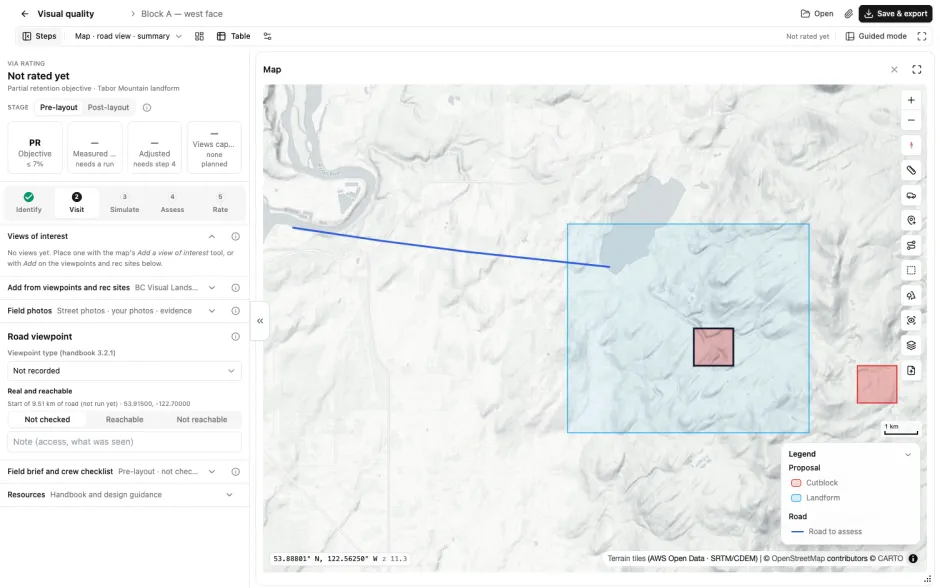 Visual quality
Block A — west face
Open
Save & export
Steps
Map · road view · summary
Table
Not rated yet
Guided mode
VIA RATING
Not rated yet
Partial retention objective · Tabor Mountain landform
STAGE Pre-layout Post-layout
PR
Objective
≤ 7%
—
Measured ...
needs a run
—
Adjusted
needs step 4
—
Views cap...
none
planned
Identify
2
Visit
3
Simulate
4
Assess
5
Rate
Views of interest
No views yet. Place one with the map's Add a view of interest tool, or
with Add on the viewpoints and rec sites below.
Add from viewpoints and rec sites BC Visual Lands...
Field photos Street photos · your photos · evidence
Road viewpoint
Viewpoint type (handbook 3.2.1)
Not recorded
Real and reachable
Start of 9.51 km of road (not run yet) · 53.91500, -122.70000
Not checked Reachable Not reachable
Note (access, what was seen)
Field brief and crew checklist Pre-layout · not chec...
Resources Handbook and design guidance
Map
1 km
Legend
Proposal
Cutblock
Landform
Road
Road to assess
53.88801° N, 122.56250° W z 11.3
Terrain tiles (AWS Open Data · SRTM/CDEM) | © OpenStreetMap contributors © CARTO